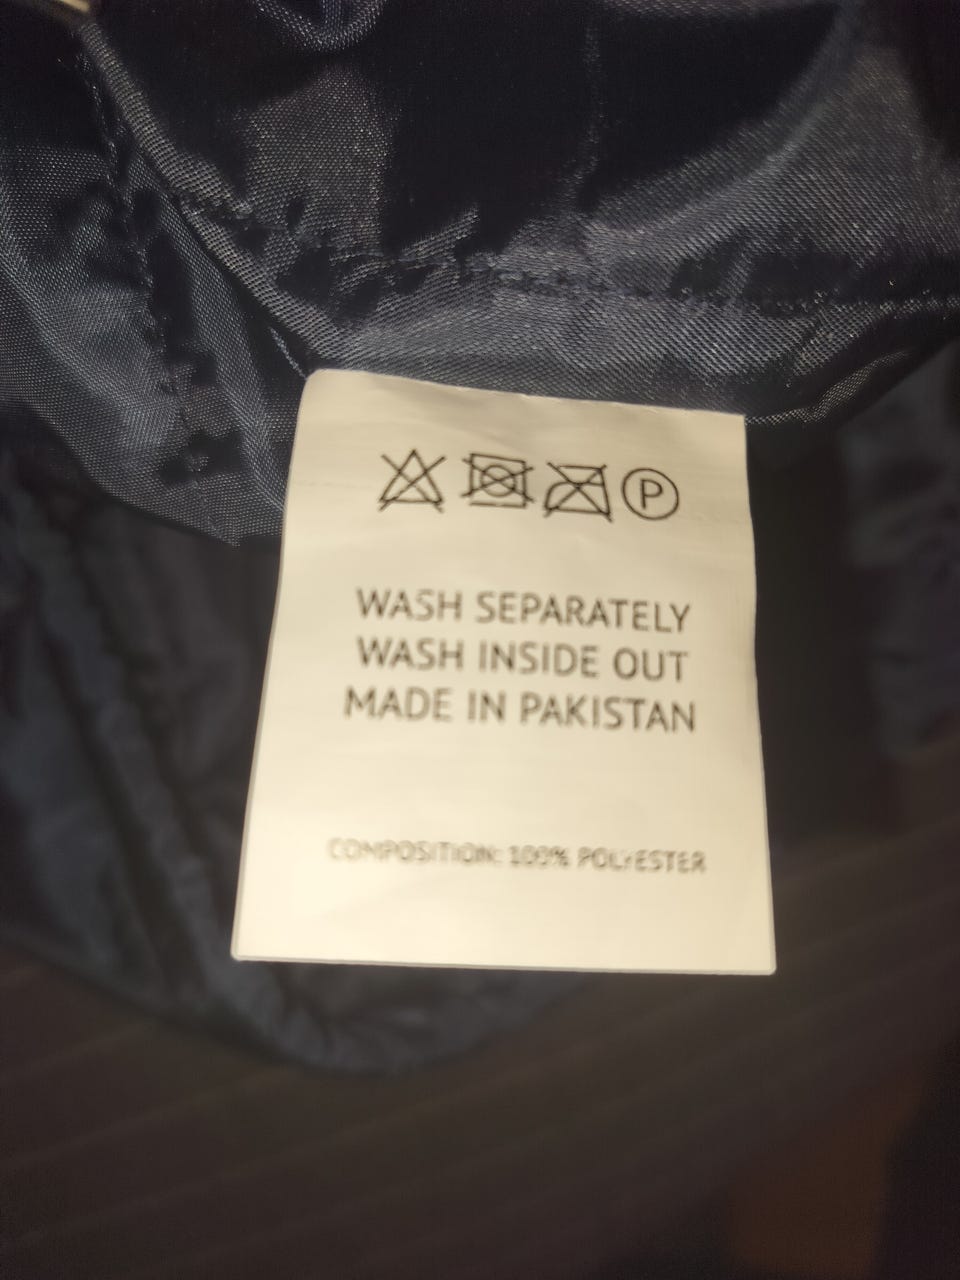 P
WASH SEPARATELY
WASH INSIDE OUT
MADE IN PAKISTAN
COMPOSITION: 100% POLYESTER